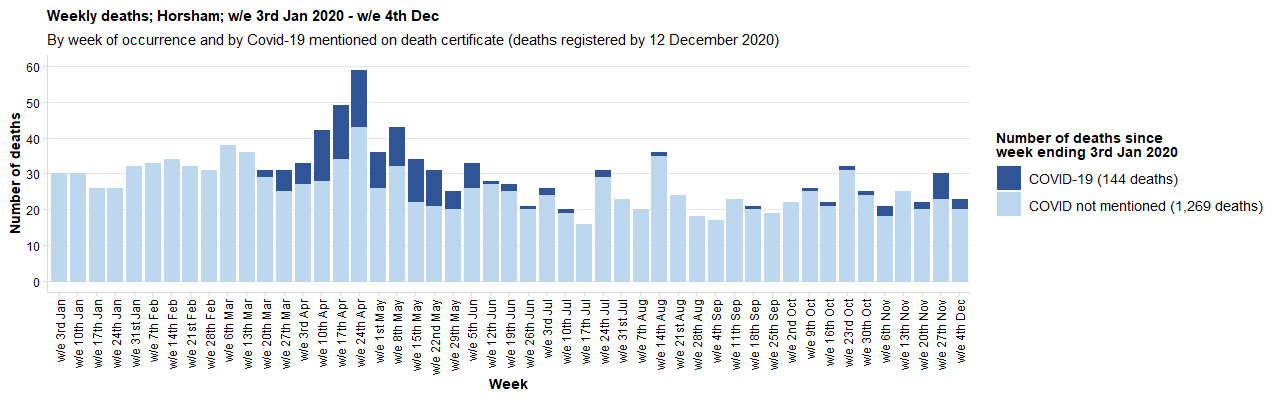 Weekly deaths; Horsham; w/e 3rd Jan 2020 - w/e 4th Dec
By week of occurrence and by Covid-19 mentioned on death certificate (deaths registered by 12 December 2020)
Number of deaths
60
50
40
30
20
10
0
w/e 3rd Jan
w/e 10th Jan
w/e 17th Jan
w/e 24th Jan
w/e 31st Jan
w/e 7th Feb
w/e 14th Feb
w/e 21st Feb
w/e 28th Feb
w/e 6th Mar
w/e 13th Mar
w/e 20th Mar
w/e 27th Mar
w/e 3rd Apr
w/e 10th Apr
w/e 17th Apr
w/e 24th Apr
w/e 1st May
w/e 8th May
w/e 15th May
w/e 22nd May
w/e 29th May
w/e 5th Jun
w/e 12th Jun
w/e 19th Jun
w/e 26th Jun
w/e 3rd Jul
w/e 10th Jul
w/e 17th Jul
w/e 24th Jul
w/e 31st Jul
w/e 7th Aug
w/e 14th Aug
w/e 21st Aug
w/e 28th Aug
w/e 4th Sep
w/e 11th Sep
w/e 18th Sep
w/e 25th Sep
w/e 2nd Oct
w/e 9th Oct
w/e 16th Oct
w/e 23rd Oct
w/e 30th Oct
w/e 6th Nov
w/e 13th Nov
w/e 20th Nov
w/e 27th Nov
w/e 4th Dec
Week
Number of deaths since
week ending 3rd Jan 2020
COVID-19 (144 deaths)
COVID not mentioned (1,269 deaths)